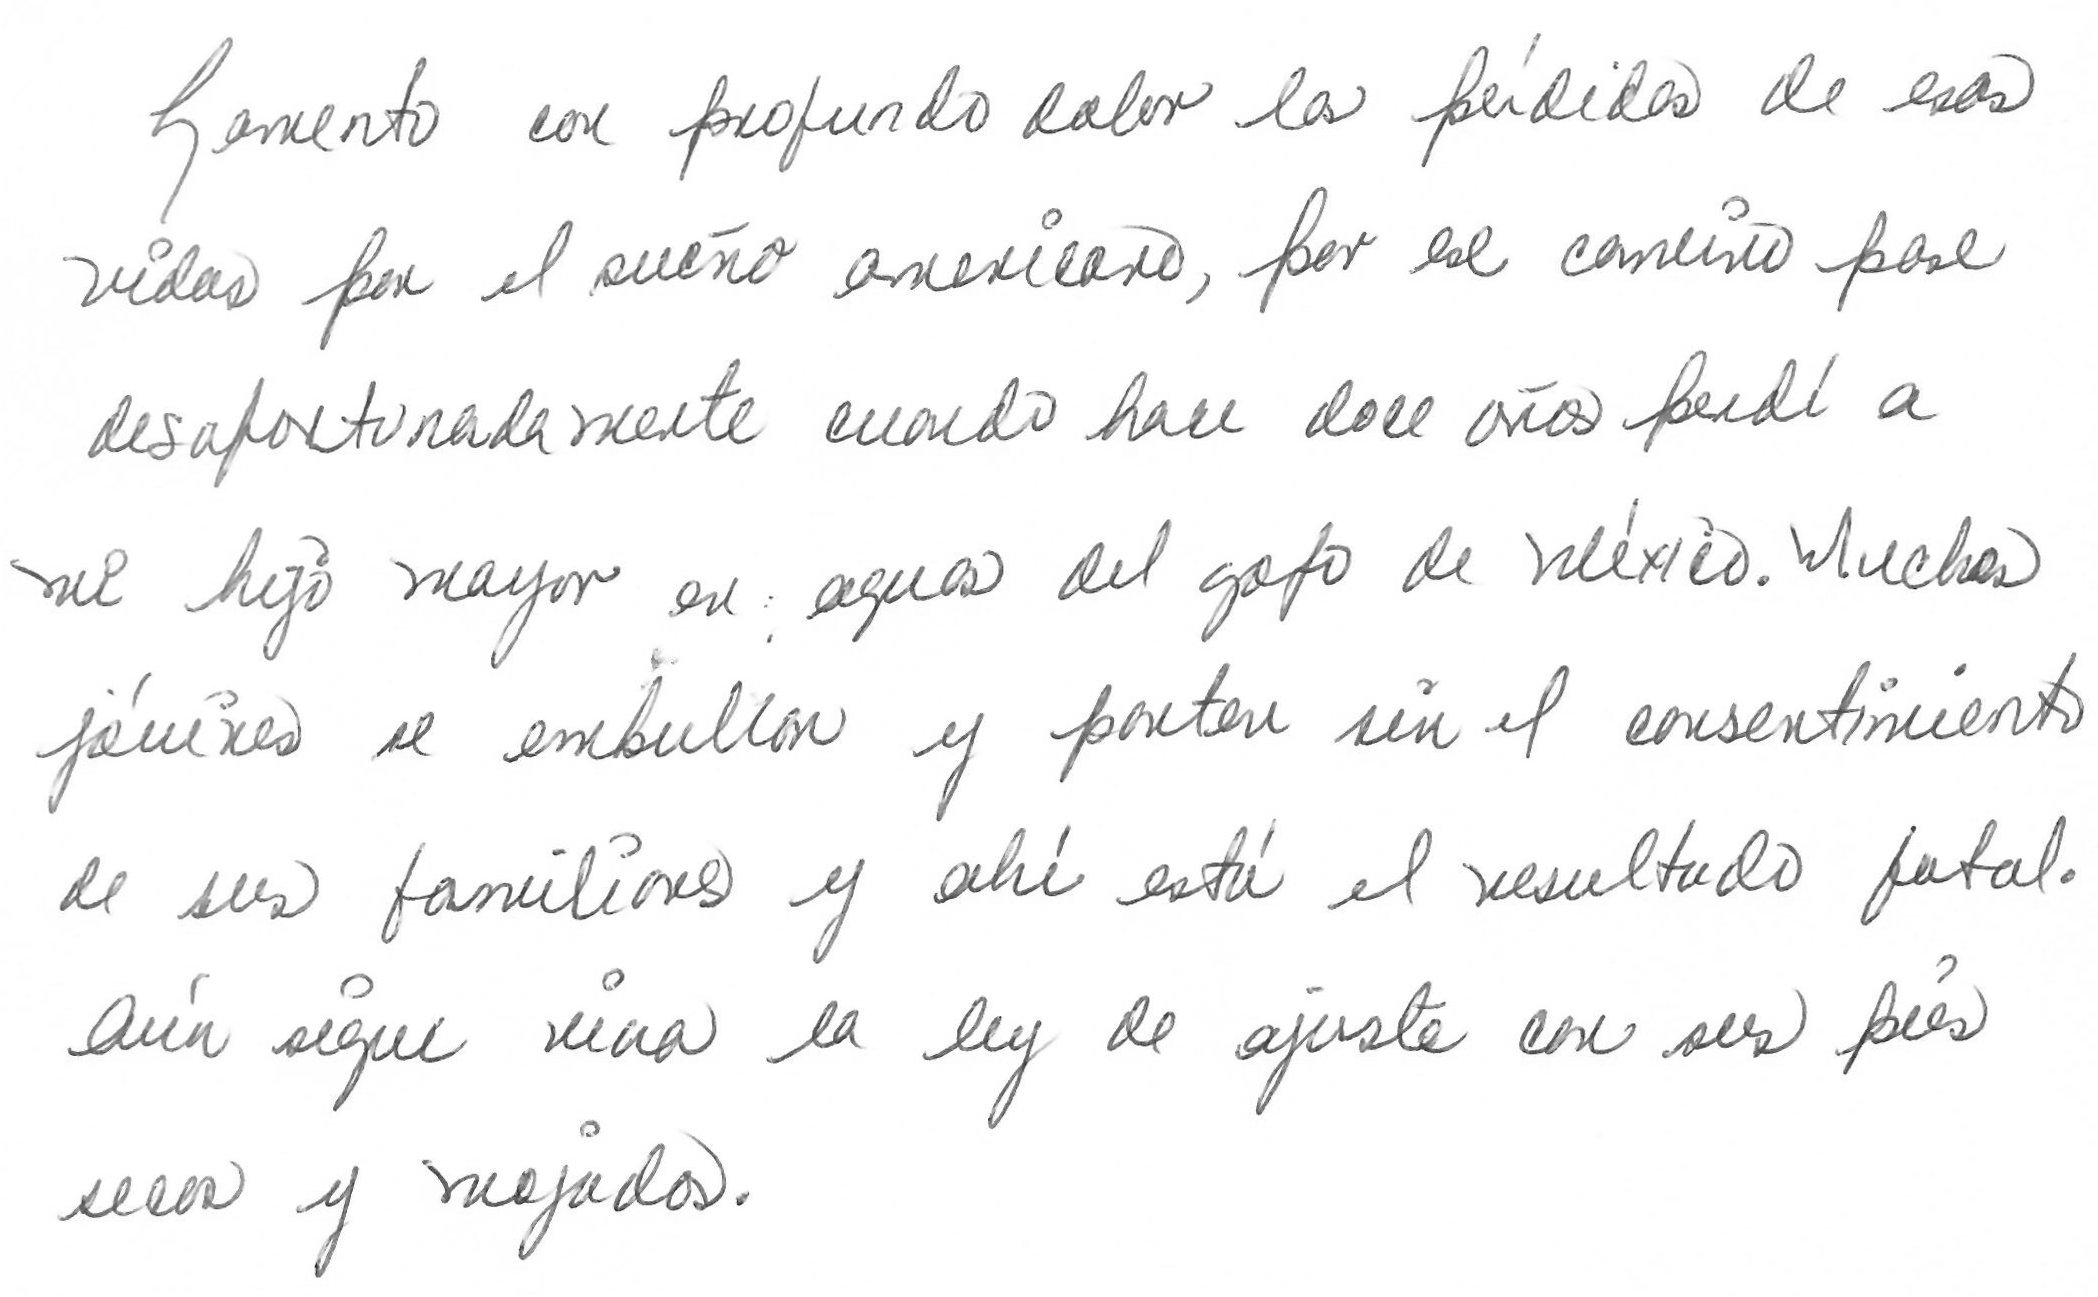 Lamento con profundo dolor las pérdidas de esas
vidas por el sueño americano, por ese camino pase
desafortunadamente cuando hace doce años perdí a
mi hijo mayor en aguas del golfo de México. Muchos
jóvenes se embullan y parten sin el consentimiento
de sus familiares y ahí está el resultado fatal.
Aún sigue viva la ley de ajuste con sus piés
secos y mojados.